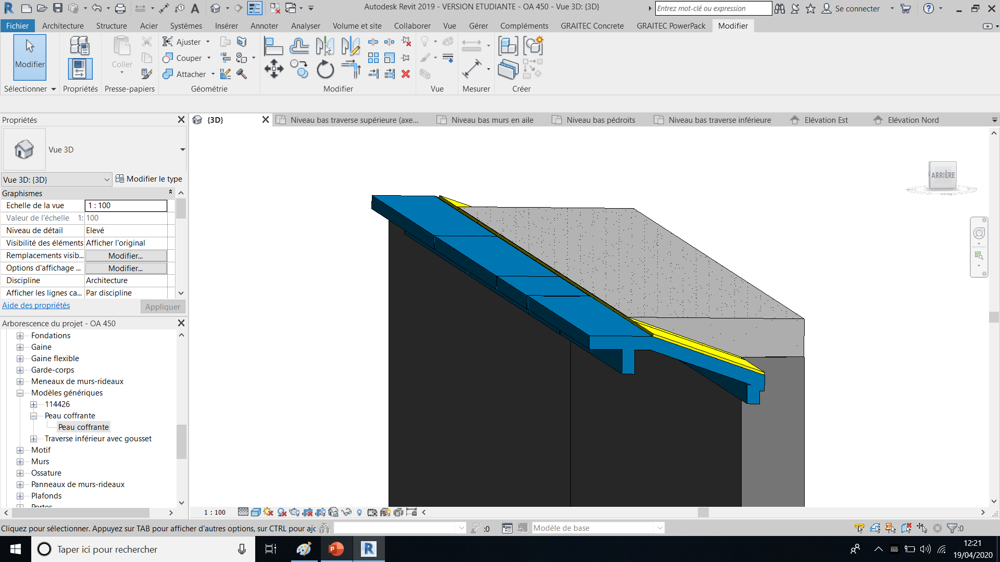 Autodesk Revit 2019 - VERSION ETUDIANTE - OA 450 - Vue 3D: {3D}
Entrez mot-clé ou expression
Se connecter
Fichier
Architecture
Structure
Acier
Systèmes
Insérer
Annoter
Analyser
Volume et site
Collaborer
Vue
Gérer
Compléments
GRAITEC Concrete
GRAITEC PowerPack
Modifier
Modifier
Coller
Ajuster
Couper
Attacher
Sélectionner
Propriétés
Presse-papiers
Géométrie
Modifier
Vue
Mesurer
Créer
Propriétés
{3D}
Niveau bas traverse supérieure (axe...
Niveau bas murs en aile
Niveau bas pédroits
Niveau bas traverse inférieure
Elévation Est
Elévation Nord
Vue 3D
Vue 3D: {3D}
Modifier le type
Graphismes
Echelle de la vue
1 : 100
Valeur de l'échelle 1:
100
Niveau de détail
Elevé
Visibilité des éléments
Afficher l'original
Remplacements visib...
Modifier...
Options d'affichage ...
Modifier...
Discipline
Architecture
Afficher les lignes ca...
Par discipline
Aide des propriétés
Appliquer
ARRIÈRE
Arborescence du projet - OA 450
Fondations
Gaine
Gaine flexible
Garde-corps
Meneaux de murs-rideaux
Modèles génériques
114426
Peau coffrante
Peau coffrante
Traverse inférieur avec gousset
Motif
Murs
Ossature
Panneaux de murs-rideaux
Plafonds
Portes
1 : 100
Cliquez pour sélectionner. Appuyez sur TAB pour afficher d'autres options, sur CTRL pour ajo
:0
Modèle de base
:0
Taper ici pour rechercher
SSD
12:21
19/04/2020